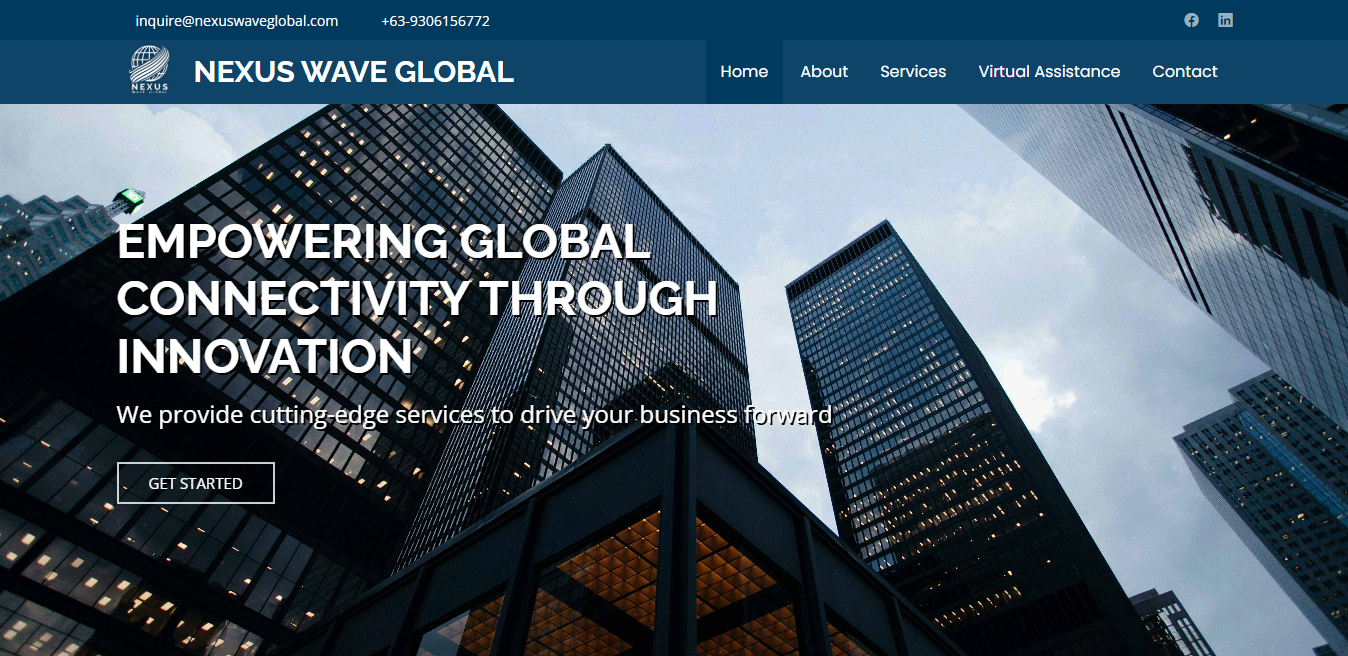 inquire@nexuswaveglobal.com +63-9306156772
NEXUS
WAVE GLOBAL
NEXUS WAVE GLOBAL
Home About Services Virtual Assistance Contact
EMPOWERING GLOBAL
CONNECTIVITY THROUGH
INNOVATION
We provide cutting-edge services to drive your business forward
GET STARTED